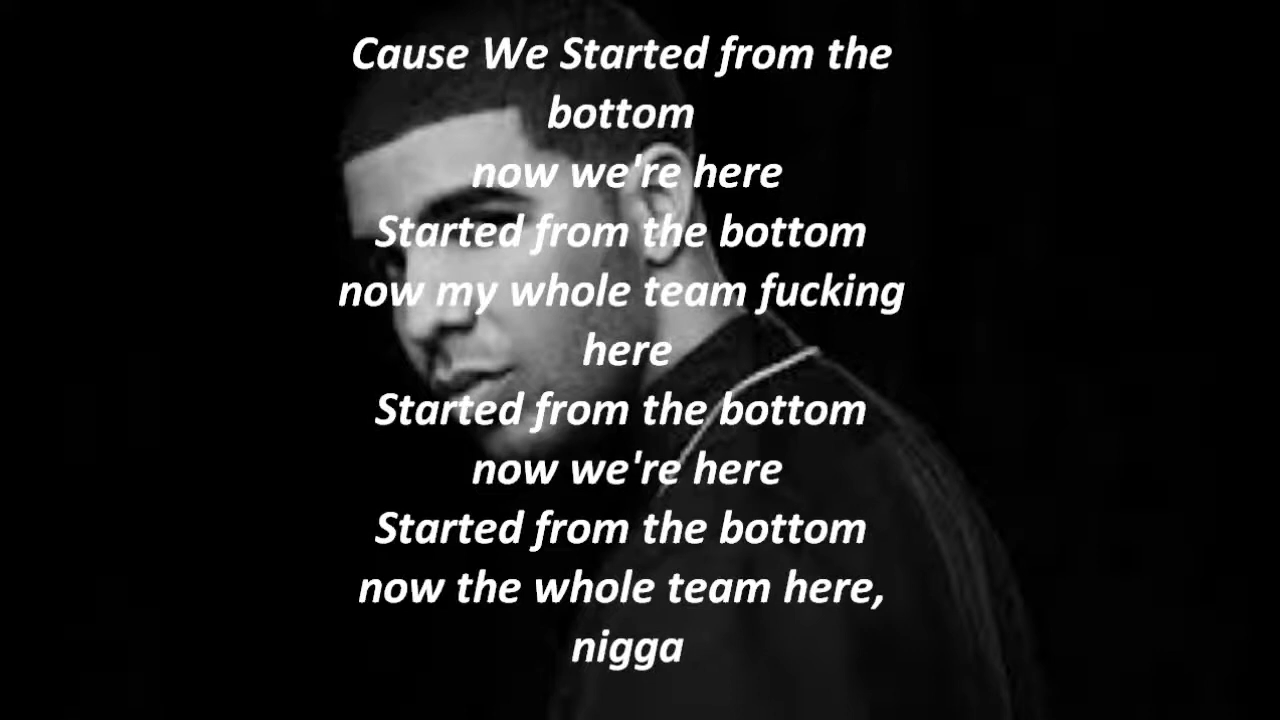 Cause We Started from the
bottom
now we're here
Started from the bottom
now my whole team fucking
here
Started from the bottom
now we're here
Started from the bottom
now the whole team here,
nigga